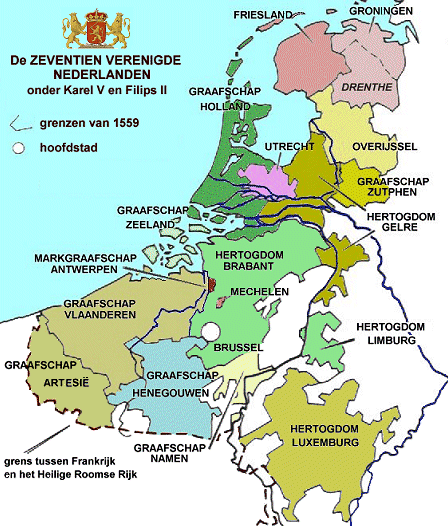 De ZEVENTIEN VERENIGDE
NEDERLANDEN
onder Karel V en Filips II
grenzen van 1559
hoofdstad
FRIESLAND
GRONINGEN
DRENTHE
GRAAFSCHAP
HOLLAND
UTRECHT
OVERIJSSEL
GRAAFSCHAP
ZUTPHEN
HERTOGDOM
GELRE
GRAAFSCHAP
ZEELAND
MARKGRAAFSCHAP
ANTWERPEN
HERTOGDOM
BRABANT
MECHELEN
GRAAFSCHAP
VLAANDEREN
BRUSSEL
HERTOGDOM
LIMBURG
GRAAFSCHAP
ARTESIË
GRAAFSCHAP
HENEGOUWEN
GRAAFSCHAP
NAMEN
HERTOGDOM
LUXEMBURG
grens tussen Frankrijk
en het Heilige Roomse Rijk